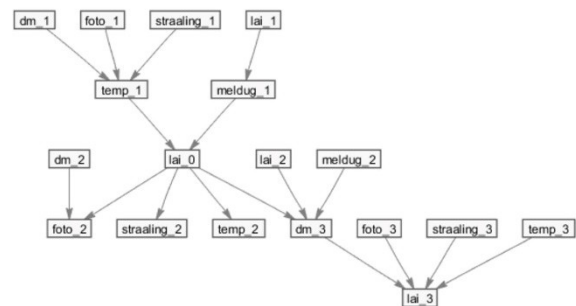 dm_1 foto_1 straaling_1 lai_1
temp_1 meldug_1
dm_2 lai_0 lai_2 meldug_2
foto_2 straaling_2 temp_2 dm_3 foto_3 straaling_3 temp_3
lai_3